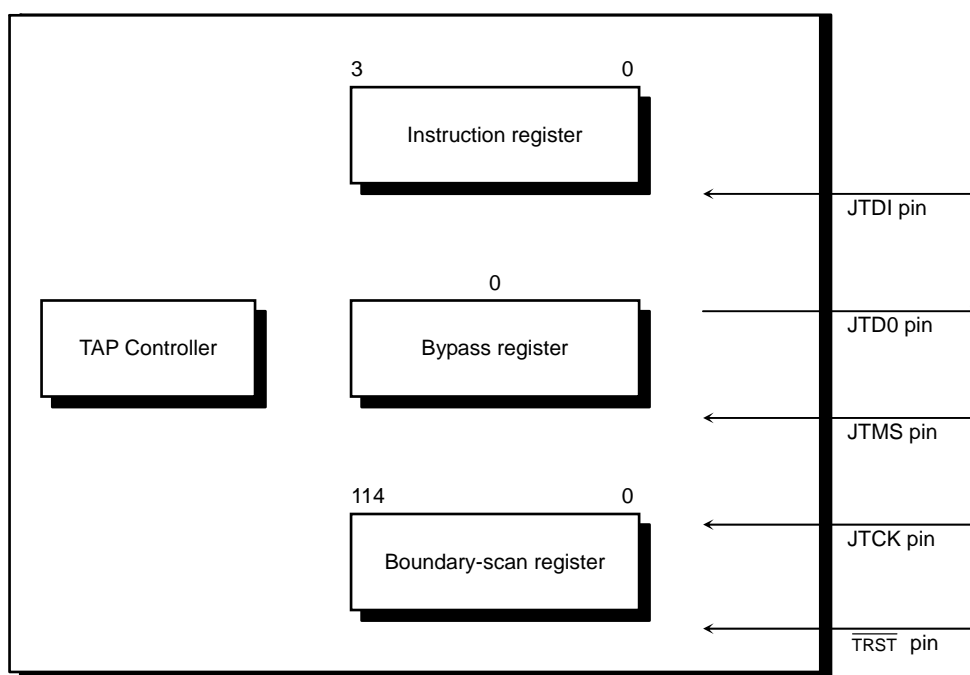 3 0
Instruction register
JTDI pin
0
TAP Controller
Bypass register
JTD0 pin
JTMS pin
114 0
Boundary-scan register
JTCK pin
TRST pin